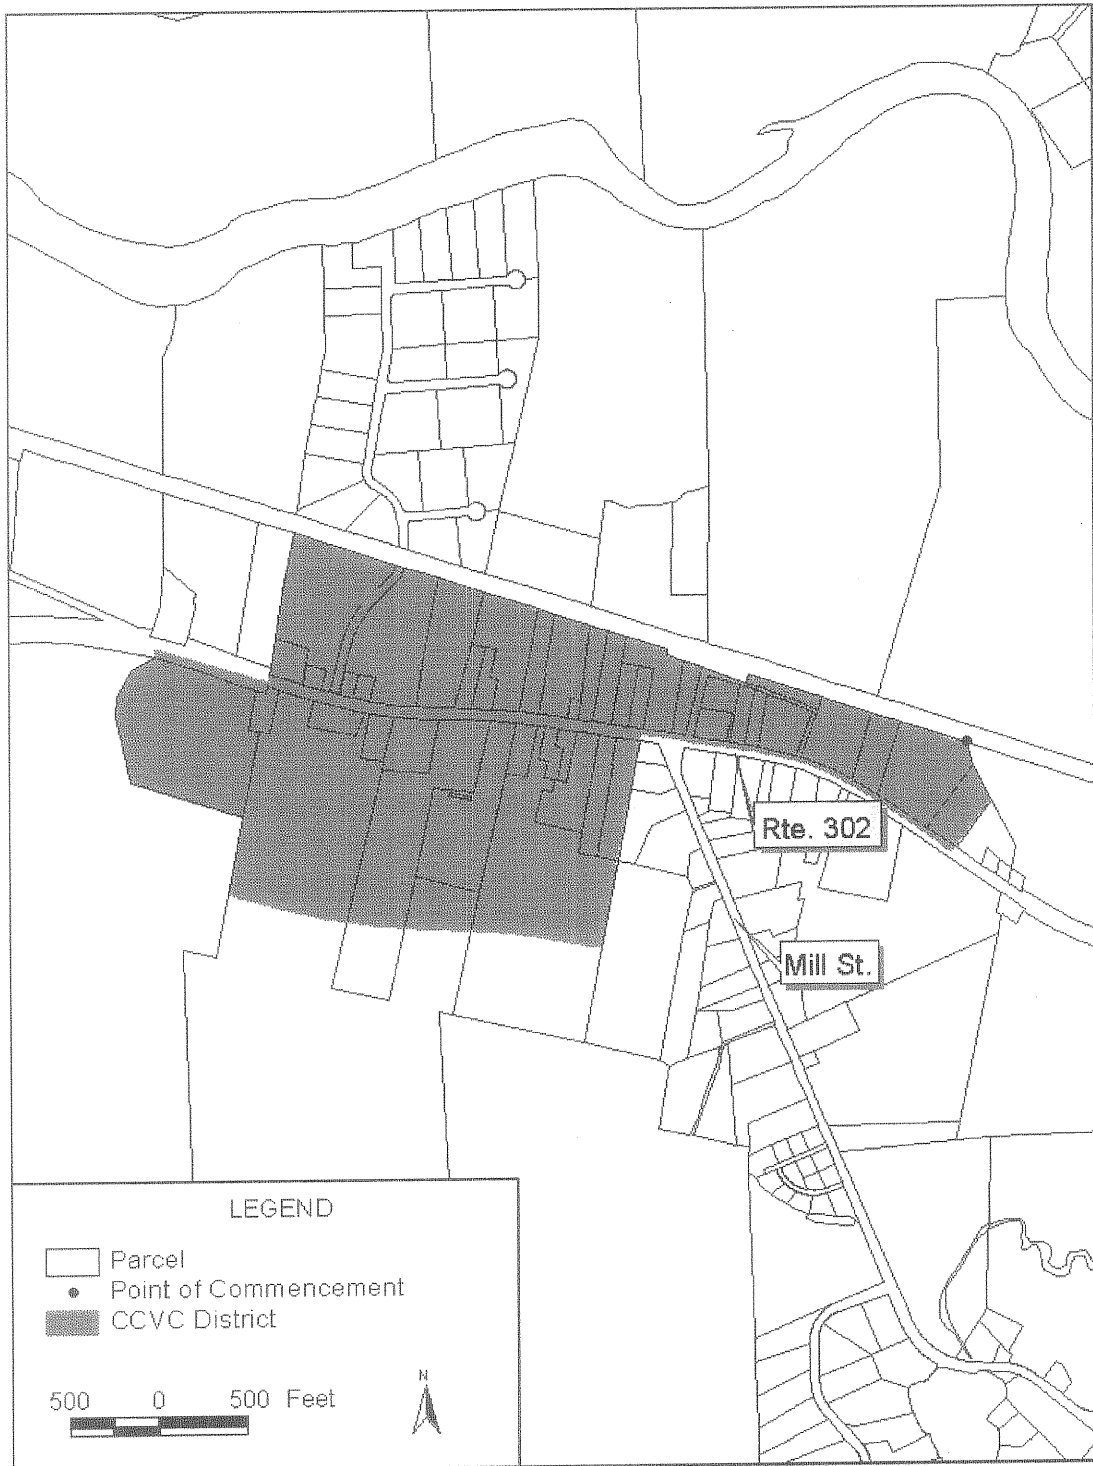 Rte. 302
Mill St.
LEGEND
Parcel
Point of Commencement
CCVC District
500 0 500 Feet
N